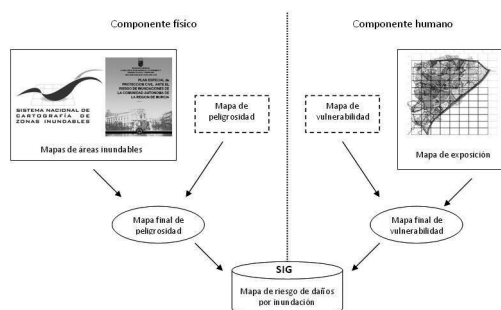 Componente físico
Componente humano
SISTEMA NACIONAL DE
CARTOGRAFÍA DE
ZONAS INUNDABLES
PLAN ESPECIAL de
PROTECCIÓN CIVIL ANTE EL
RIESGO DE INUNDACIONES DE
LA COMUNIDAD AUTÓNOMA DE
LA REGIÓN DE MURCIA
Mapas de áreas inundables
Mapa de
peligrosidad
Mapa de
vulnerabilidad
Mapa de exposición
Mapa final de
peligrosidad
Mapa final de
vulnerabilidad
SIG
Mapa de riesgo de daños
por inundación